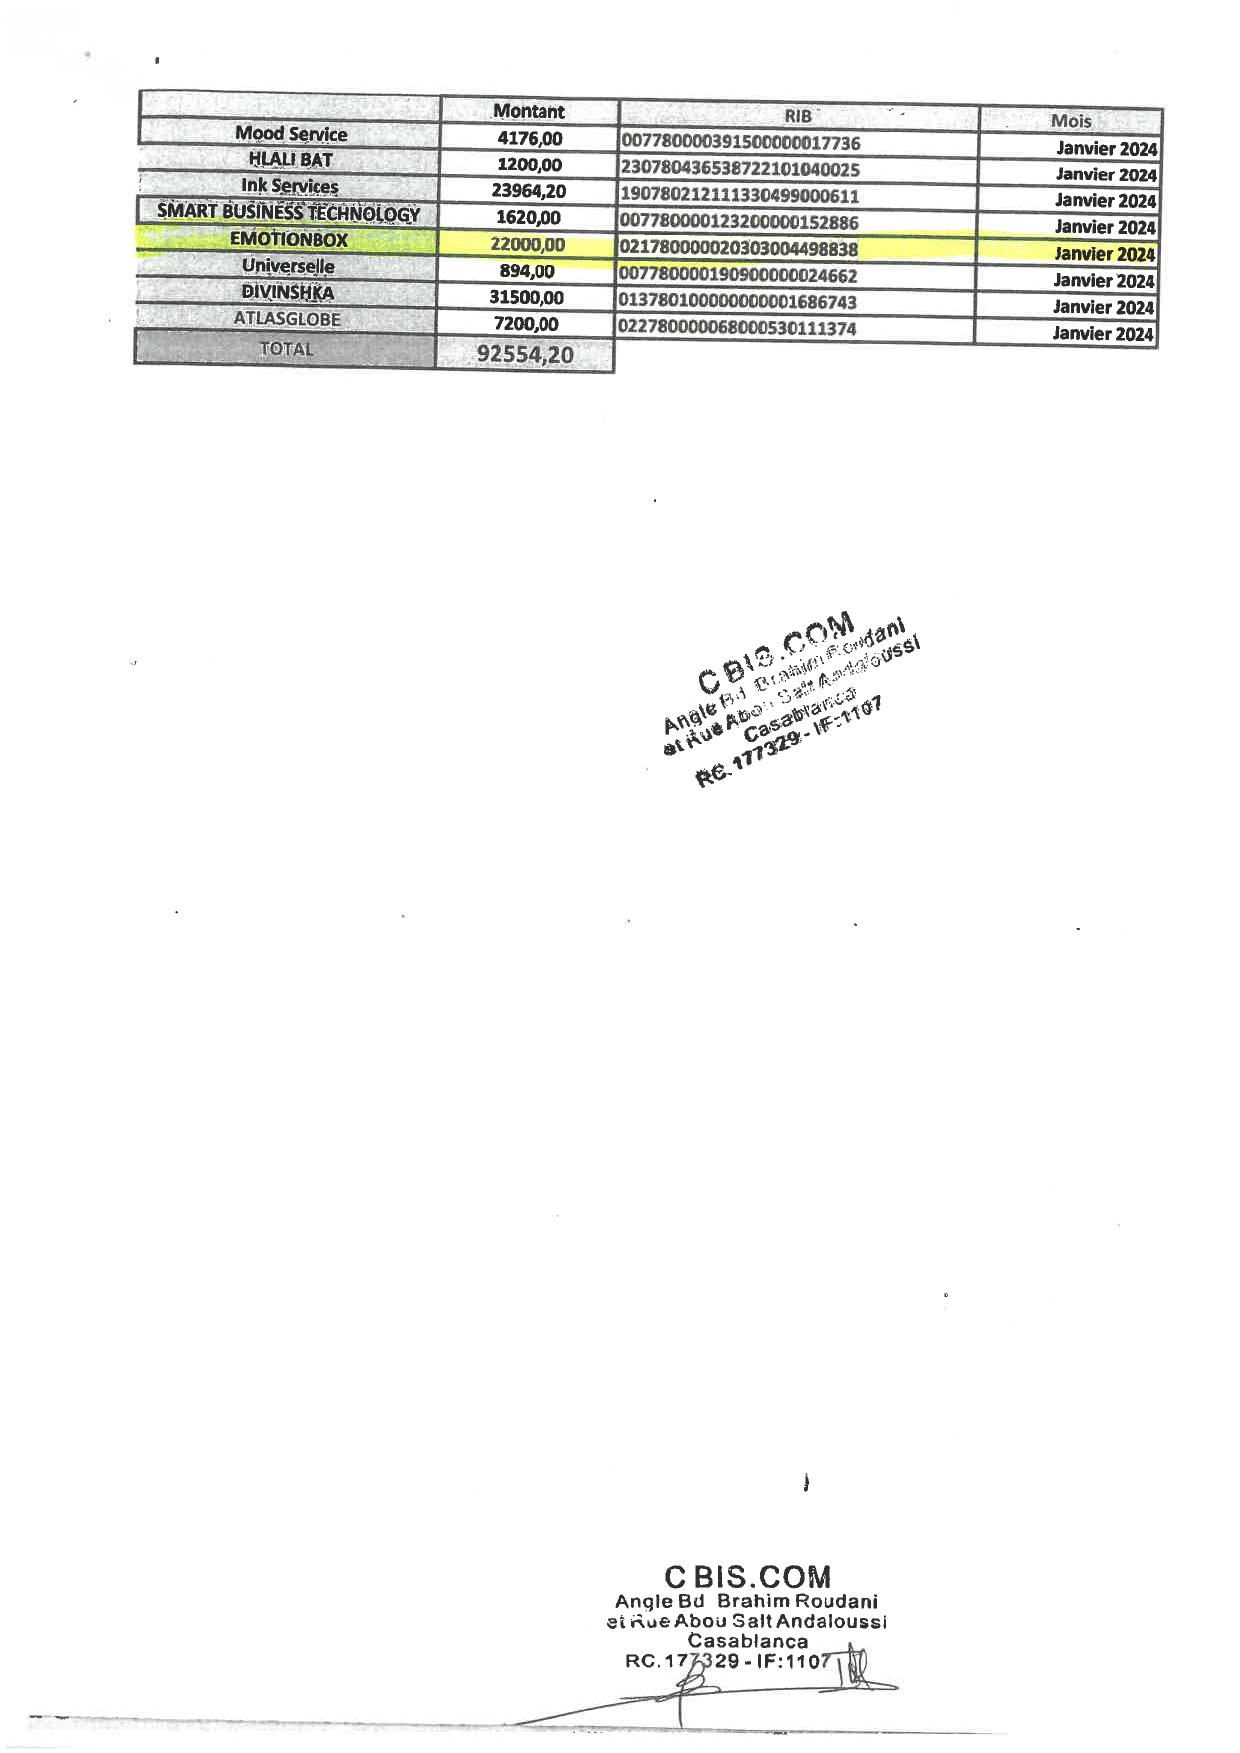 Montant RIB Mois
Mood Service 4176,00 007780000391500000017736 Janvier 2024
HLALI BAT 1200,00 230780436538722101040025 Janvier 2024
Ink Services 23964,20 190780212111330499000611 Janvier 2024
SMART BUSINESS TECHNOLOGY 1620,00 007780000123200000152886 Janvier 2024
EMOTIONBOX 22000,00 021780000020303004498838 Janvier 2024
Universelle 894,00 007780000190900000024662 Janvier 2024
DIVINSHKA 31500,00 013780100000000001686743 Janvier 2024
ATLASGLOBE 7200,00 022780000068000530111374 Janvier 2024
TOTAL 92554,20
CBIS.COM
Angle Bd Brahim Roudani
et Rue Abou Salt Andaloussi
Casablanca
RC.177329 - IF:1107
CBIS.COM
Angle Bd Brahim Roudani
et Rue Abou Salt Andaloussi
Casablanca
RC.177329 - IF:1107